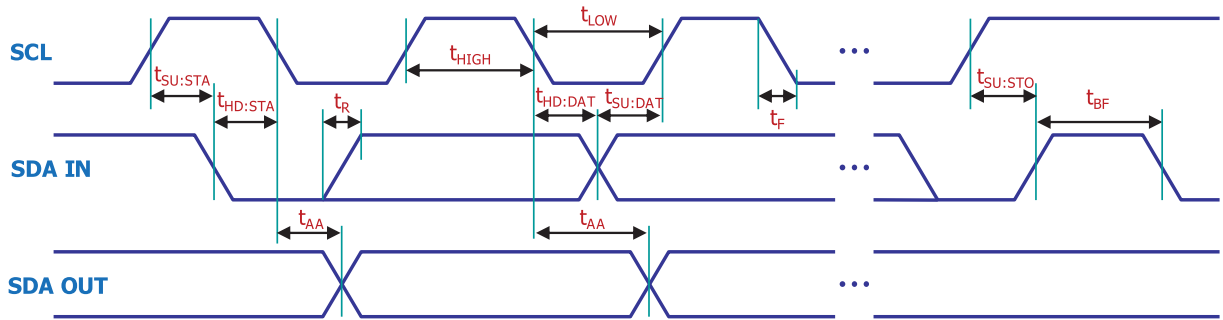 SCL
tSU:STA
tHD:STA
tR
tHIGH
tLOW
tHD:DAT
tSU:DAT
tF
tSU:STO
tBF
SDA IN
tAA
tAA
SDA OUT